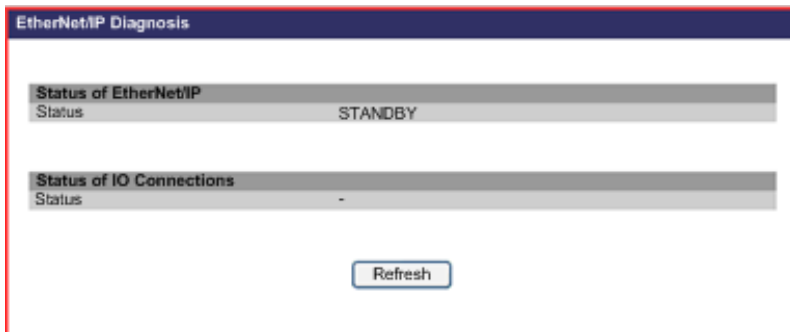 EtherNet/IP Diagnosis
Status of EtherNet/IP
Status STANDBY
Status of IO Connections
Status -
Refresh